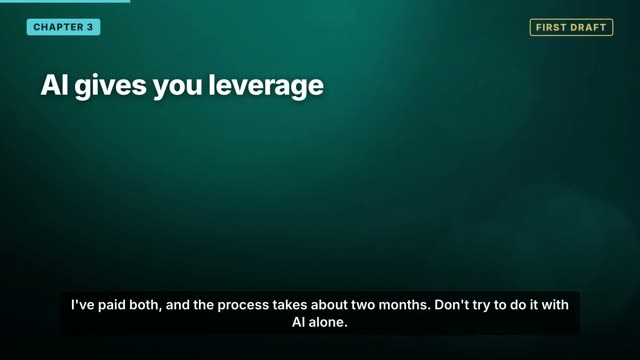 CHAPTER 3
FIRST DRAFT
AI gives you leverage
I've paid both, and the process takes about two months. Don't try to do it with
AI alone.